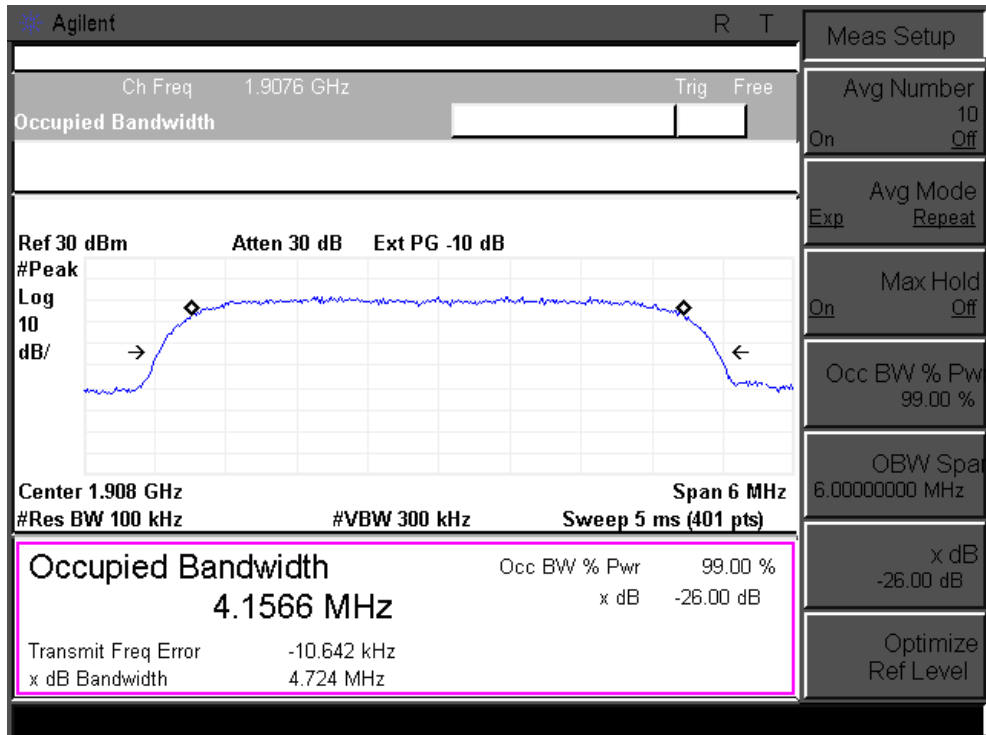 Agilent R T
Ch Freq 1.9076 GHz Trig Free
Occupied Bandwidth
Ref 30 dBm Atten 30 dB Ext PG -10 dB
#Peak
Log
10
dB/
Center 1.908 GHz Span 6 MHz
#Res BW 100 kHz #VBW 300 kHz Sweep 5 ms (401 pts)
Occupied Bandwidth Occ BW % Pwr 99.00 %
4.1566 MHz x dB -26.00 dB
Transmit Freq Error -10.642 kHz
x dB Bandwidth 4.724 MHz
Meas Setup
Avg Number
10
On Off
Avg Mode
Exp Repeat
Max Hold
On Off
Occ BW % Pw
99.00 %
OBW Spa
6.00000000 MHz
x dB
-26.00 dB
Optimize
Ref Level